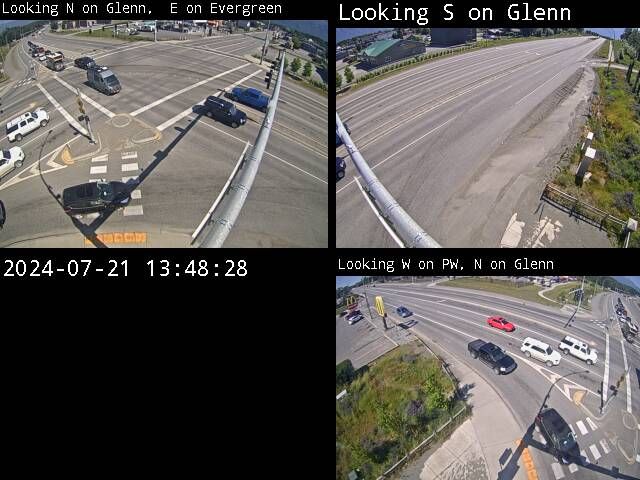 Looking N on Glenn,  E on Evergreen
Looking S on Glenn
2024-07-21 13:48:28
Looking W on PW, N on Glenn